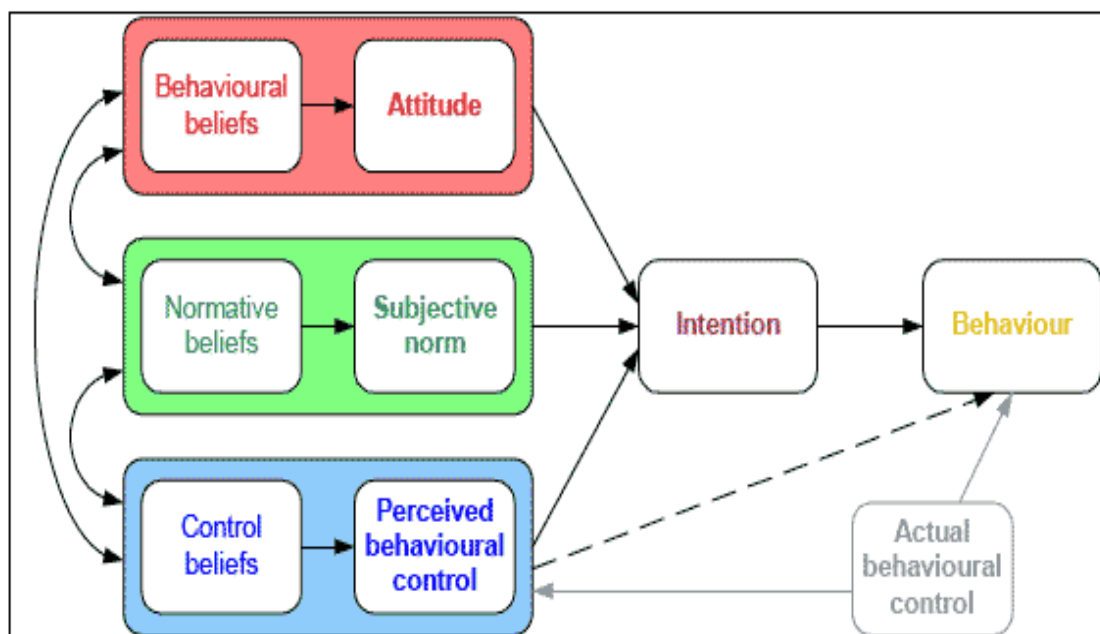 Behavioural
beliefs
Attitude
Normative
beliefs
Subjective
norm
Intention
Behaviour
Control
beliefs
Perceived
behavioural
control
Actual
behavioural
control